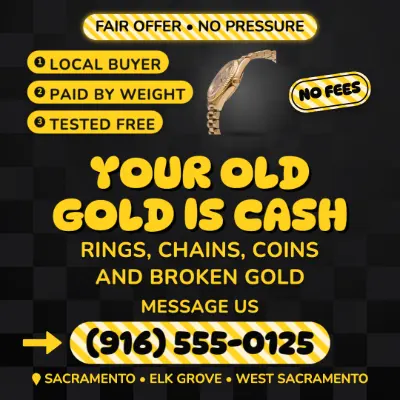 FAIR OFFER • NO PRESSURE
1 LOCAL BUYER
2 PAID BY WEIGHT
3 TESTED FREE
NO FEES
YOUR OLD
GOLD IS CASH
RINGS, CHAINS, COINS
AND BROKEN GOLD
MESSAGE US
(916) 555-0125
SACRAMENTO • ELK GROVE • WEST SACRAMENTO